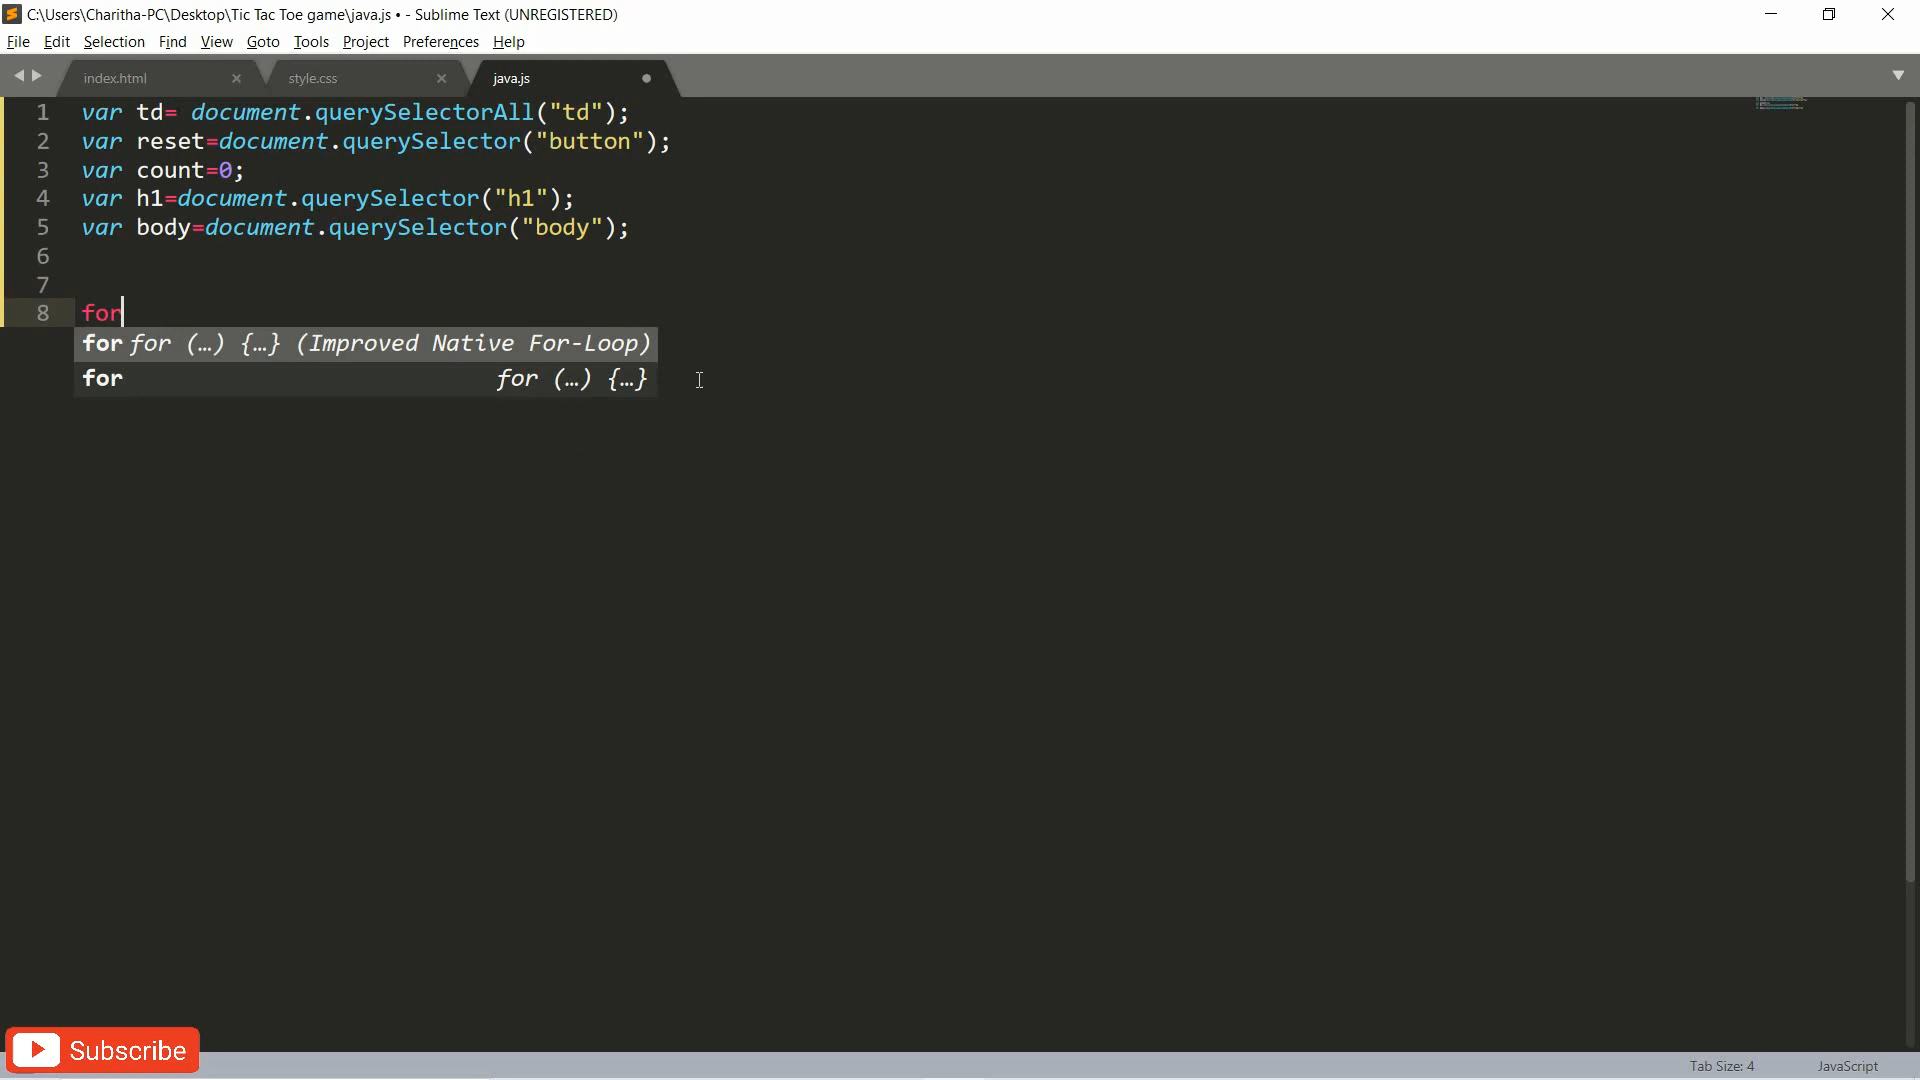 C:\Users\Charitha-PC\Desktop\Tic Tac Toe game\java.js • - Sublime Text (UNREGISTERED)
File Edit Selection Find View Goto Tools Project Preferences Help
index.html × style.css × java.js
1 var td= document.querySelectorAll("td");
2 var reset=document.querySelector("button");
3 var count=0;
4 var h1=document.querySelector("h1");
5 var body=document.querySelector("body");
6
7
8 for
for for (…) {…} (Improved Native For-Loop)
for for (…) {…}
Subscribe
Tab Size: 4 JavaScript